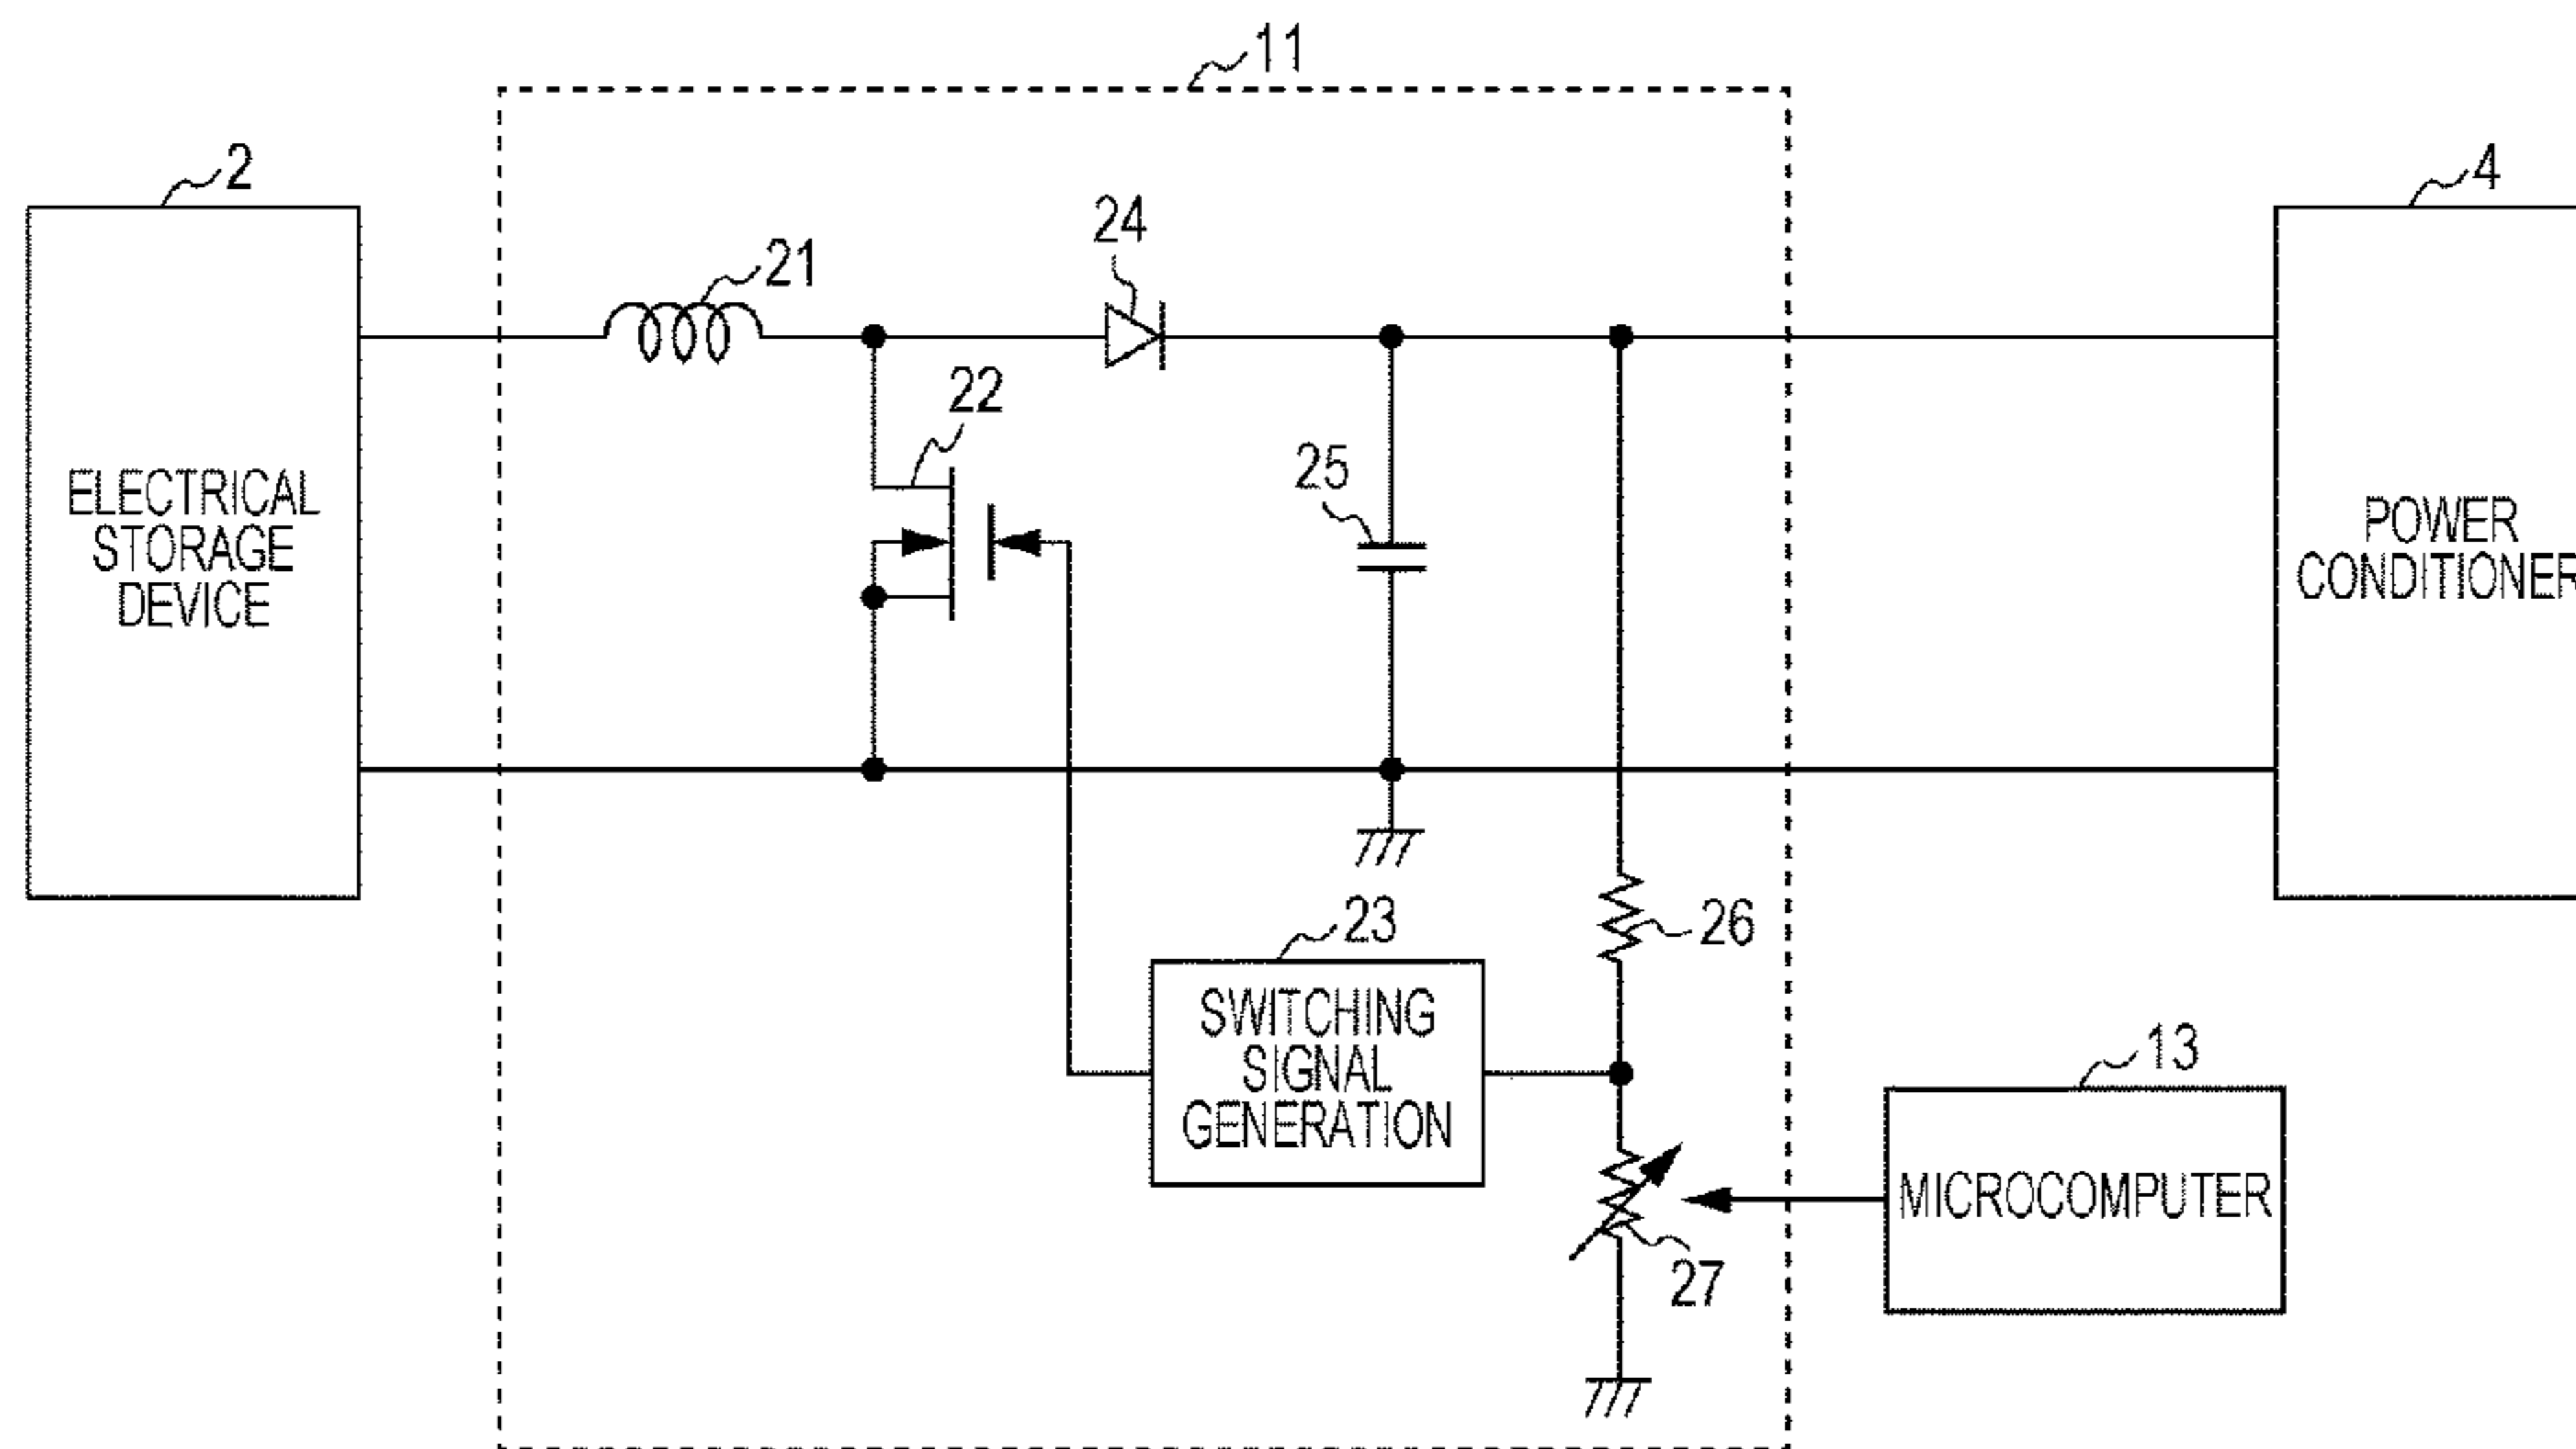 11
2
4
24
21
22
25
ELECTRICAL
STORAGE
DEVICE
POWER
CONDITIONER
23
26
SWITCHING
SIGNAL
GENERATION
13
MICROCOMPUTER
27